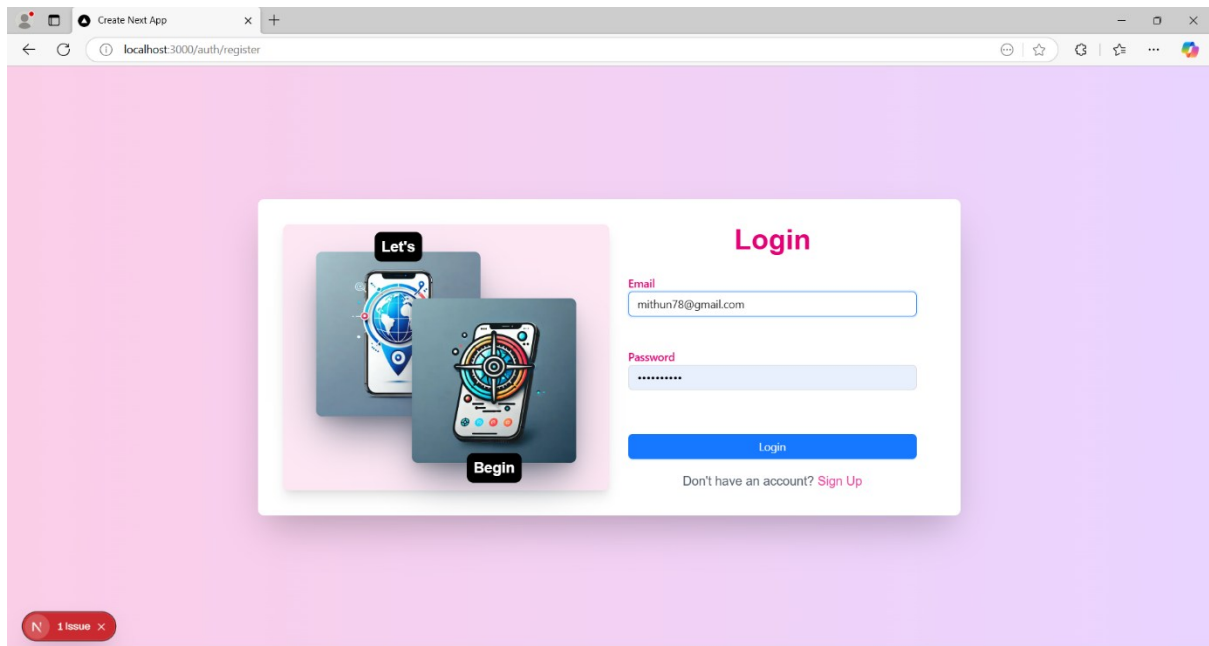 Create Next App
localhost:3000/auth/register
Let's
Begin
Login
Email
mithun78@gmail.com
Password
••••••••••
Login
Don't have an account? Sign Up
N 1 Issue